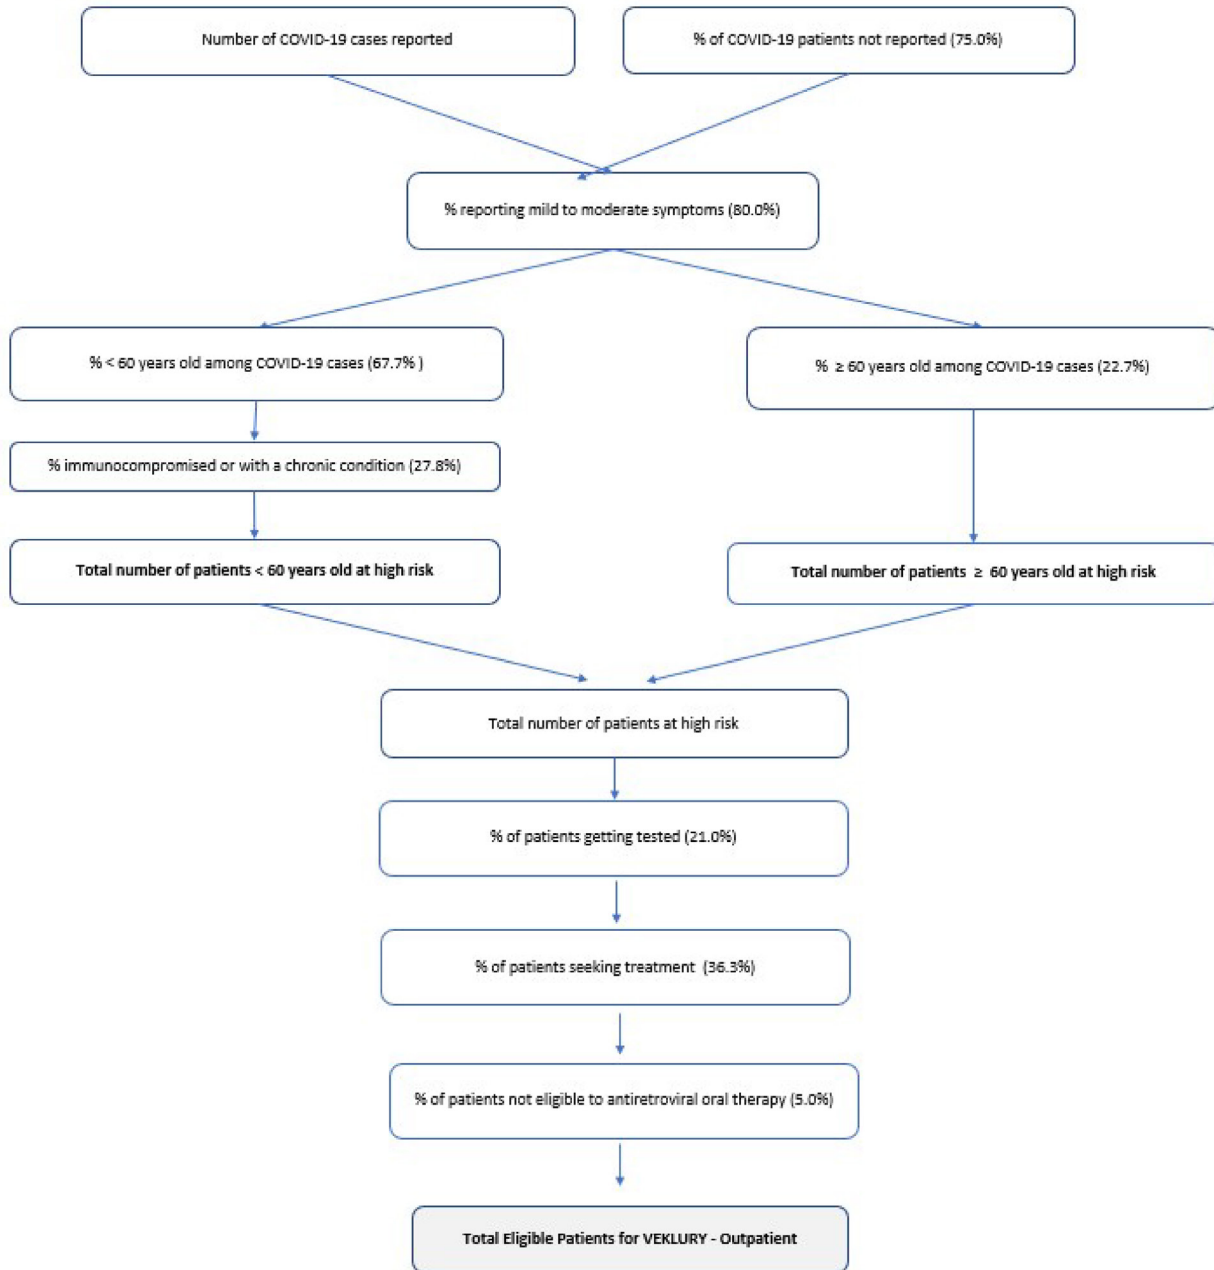 Number of COVID-19 cases reported
% of COVID-19 patients not reported (75.0%)
% reporting mild to moderate symptoms (80.0%)
% < 60 years old among COVID-19 cases (67.7% )
% ≥ 60 years old among COVID-19 cases (22.7%)
% immunocompromised or with a chronic condition (27.8%)
Total number of patients < 60 years old at high risk
Total number of patients ≥ 60 years old at high risk
Total number of patients at high risk
% of patients getting tested (21.0%)
% of patients seeking treatment (36.3%)
% of patients not eligible to antiretroviral oral therapy (5.0%)
Total Eligible Patients for VEKLURY - Outpatient